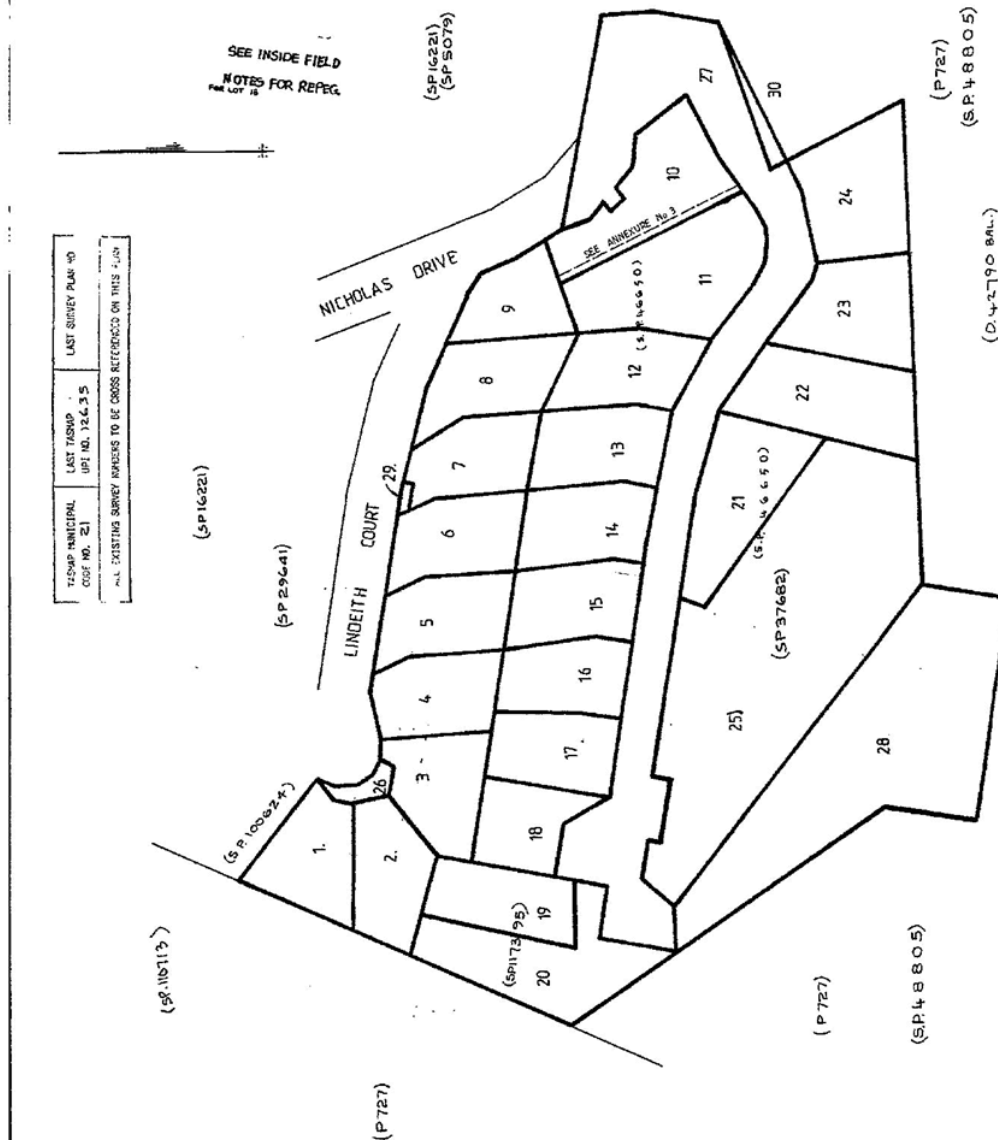 SEE INSIDE FIELD
NOTES FOR REPEG.
FOR LOT 18
(SP16221)
(SP5079)
(P727)
(S.P. 48805)
TASMAP MUNICIPAL
CODE NO. 21
LAST TASMAP
UPI NO. 12635
LAST SURVEY PLAN NO
ALL EXISTING SURVEY NUMBERS TO BE CROSS REFERENCED ON THIS PLAN
NICHOLAS DRIVE
27
30
10
SEE ANNEXURE No 3
24
(D.42790 BAL.)
9
11
(S.P.46650)
23
8
12
22
(SP16221)
7
29.
13
21
(S.P. 46650)
(SP29641)
LINDEITH COURT
6
14
5
15
(SP37682)
4
16
25)
3
17.
28
26
(S.P. 100624)
1.
2.
18
19
(SP117395)
20
(SP.110713)
(P727)
(P727)
(S.P.48805)